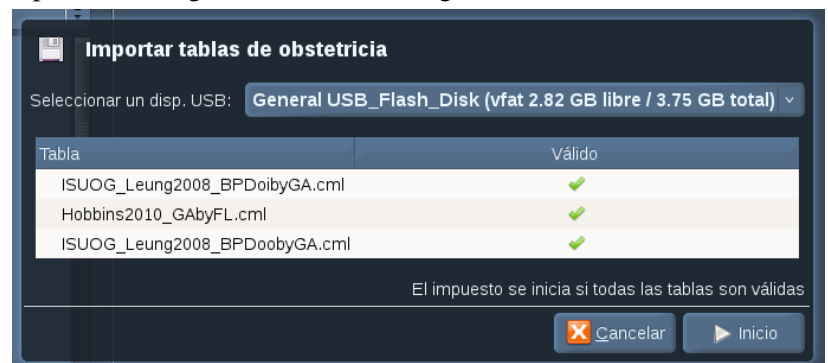 Importar tablas de obstetricia
Seleccionar un disp. USB: General USB_Flash_Disk (vfat 2.82 GB libre / 3.75 GB total)
Tabla Válido
ISUOG_Leung2008_BPDoibyGA.cml
Hobbins2010_GAbyFL.cml
ISUOG_Leung2008_BPDoobyGA.cml
El impuesto se inicia si todas las tablas son válidas
Cancelar Inicio